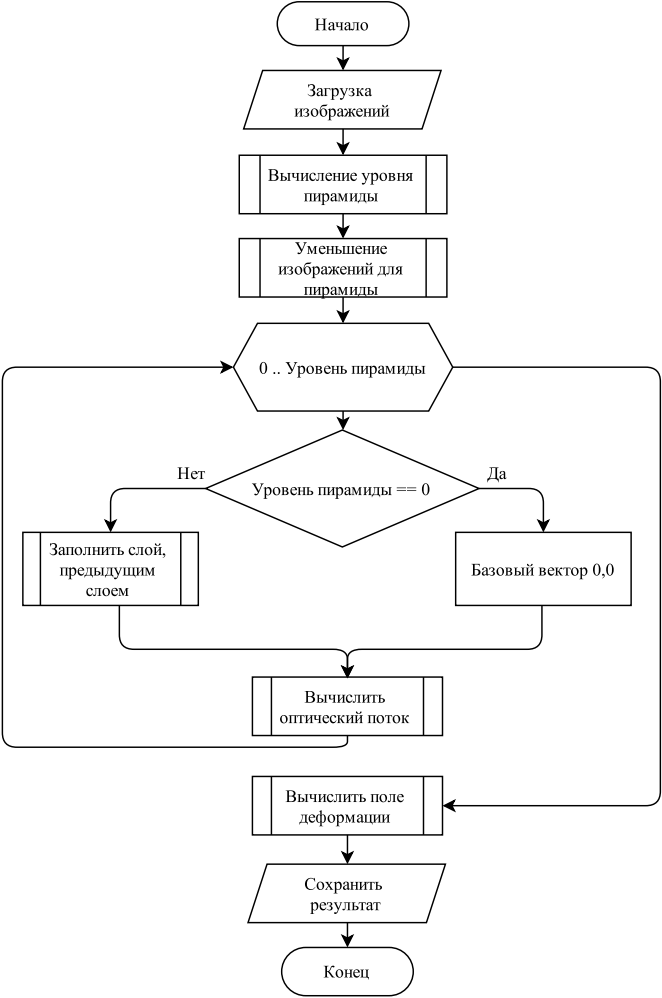 Начало
Загрузка
изображений
Вычисление уровня
пирамиды
Уменьшение
изображений для
пирамиды
0 .. Уровень пирамиды
Нет
Да
Уровень пирамиды == 0
Заполнить слой,
предыдущим
слоем
Базовый вектор 0,0
Вычислить
оптический поток
Вычислить поле
деформации
Сохранить
результат
Конец